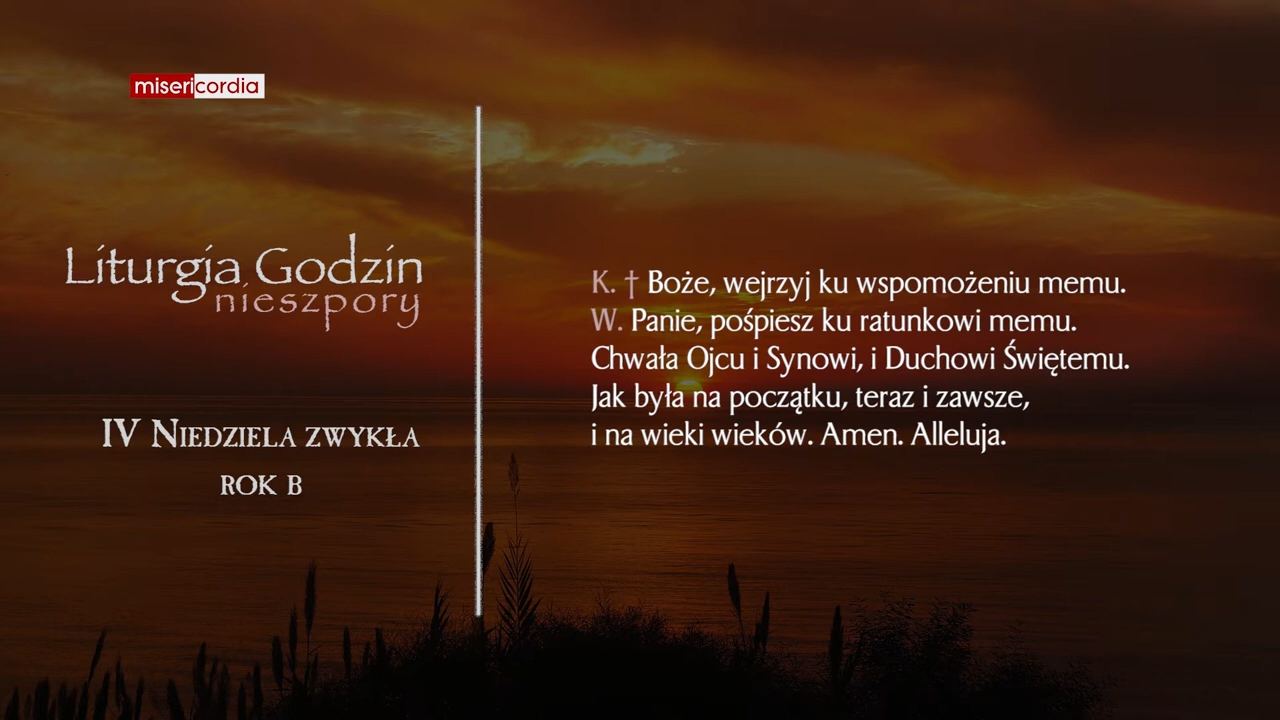 misericordia
Liturgia Godzin
nieszpory
IV Niedziela zwykła
rok B
K. † Boże, wejrzyj ku wspomożeniu memu.
W. Panie, pośpiesz ku ratunkowi memu.
Chwała Ojcu i Synowi, i Duchowi Świętemu.
Jak była na początku, teraz i zawsze,
i na wieki wieków. Amen. Alleluja.